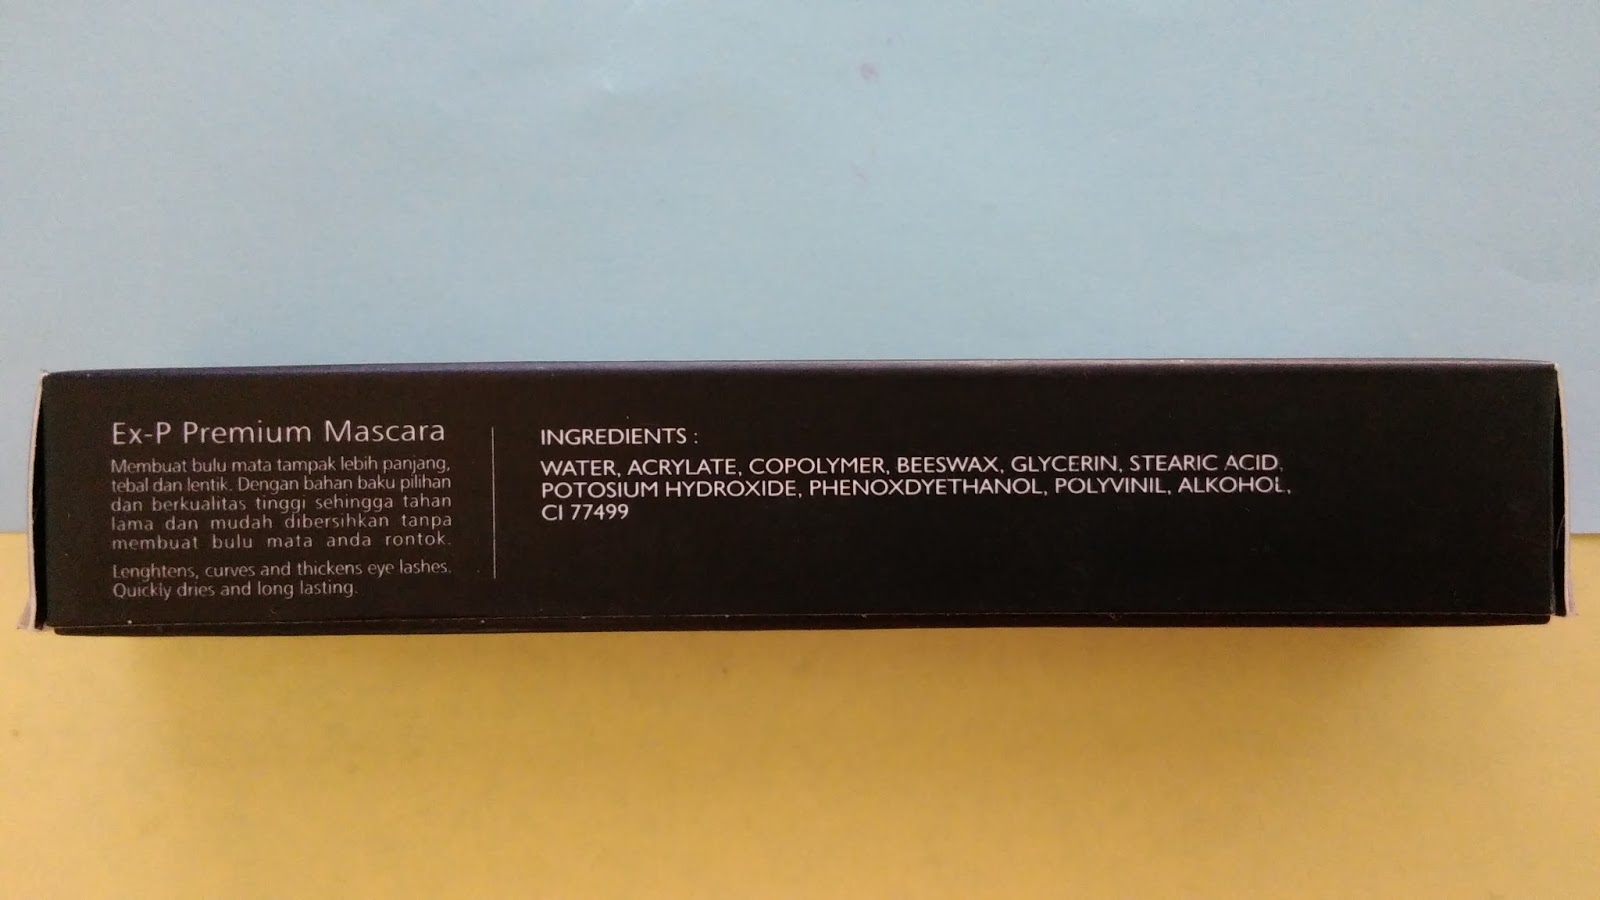 Ex-P Premium Mascara
Membuat bulu mata tampak lebih panjang,
tebal dan lentik. Dengan bahan baku pilihan
dan berkualitas tinggi sehingga tahan
lama dan mudah dibersihkan tanpa
membuat bulu mata anda rontok.
Lenghtens, curves and thickens eye lashes.
Quickly dries and long lasting.
INGREDIENTS :
WATER, ACRYLATE, COPOLYMER, BEESWAX, GLYCERIN, STEARIC ACID,
POTOSIUM HYDROXIDE, PHENOXDYETHANOL, POLYVINIL, ALKOHOL,
CI 77499